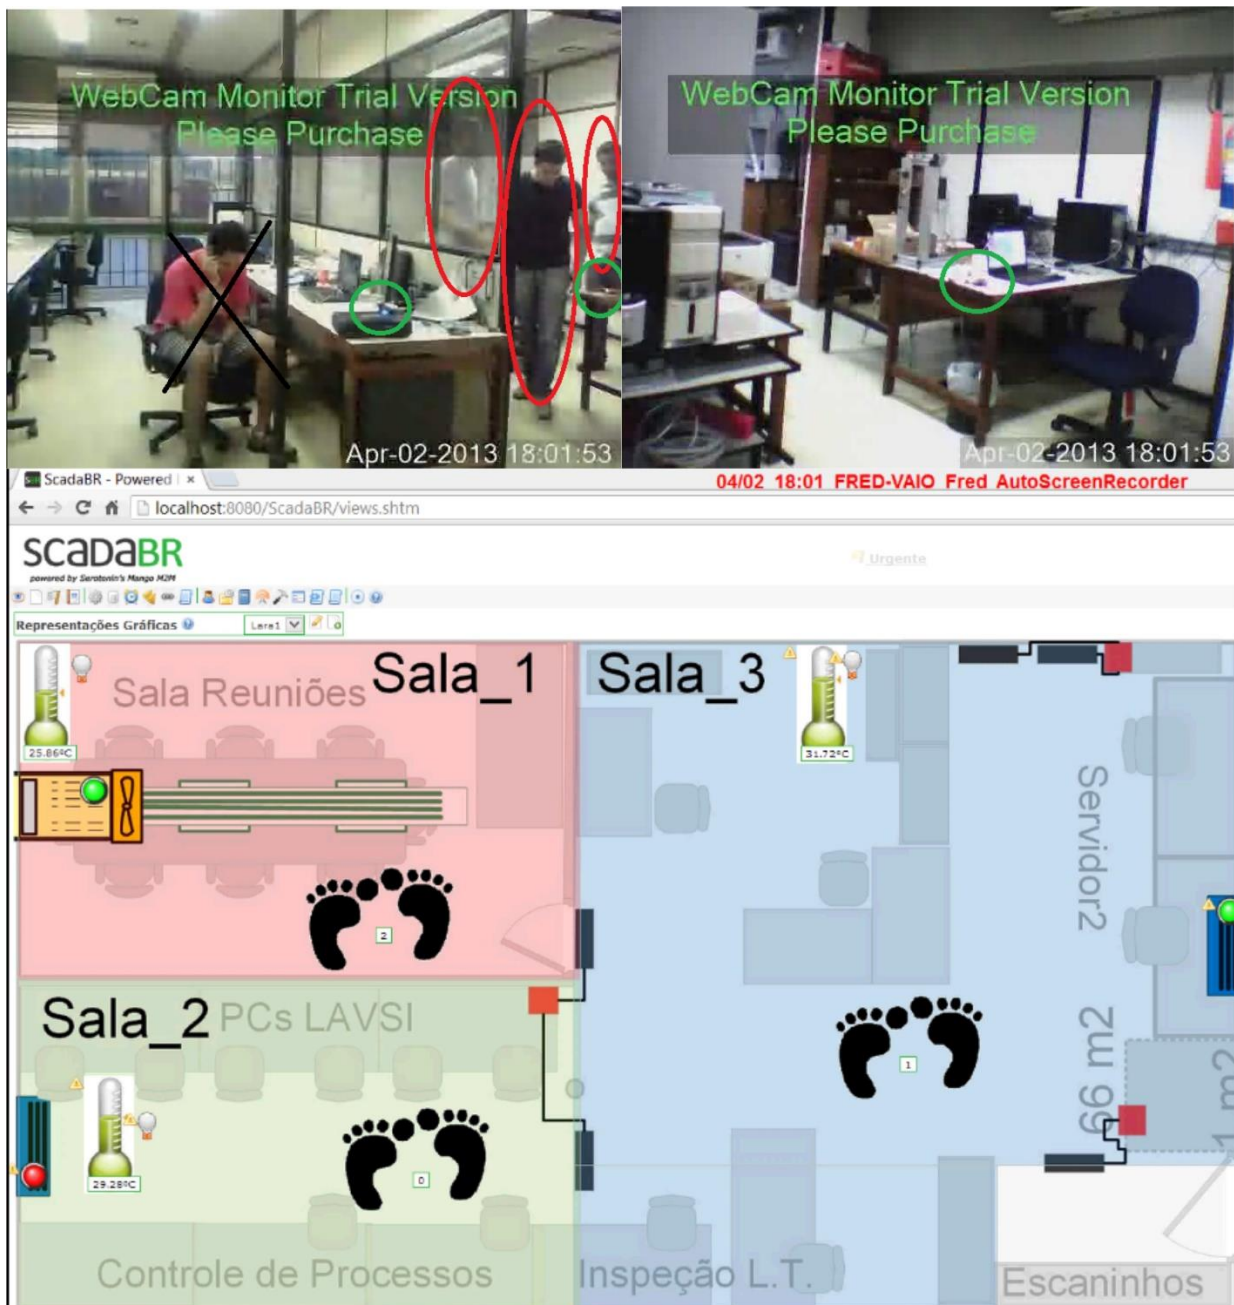 WebCam Monitor Trial Version
Please Purchase
Apr-02-2013 18:01:53
WebCam Monitor Trial Version
Please Purchase
Apr-02-2013 18:01:53
ScadaBR - Powered
04/02 18:01 FRED-VAIO Fred AutoScreenRecorder
localhost:8080/ScadaBR/views.shtm
SCADABR
powered by Serotonin's Mango M2M
Urgente
Representações Gráficas
Lara1
Sala Reuniões
Sala_1
Sala_3
25.86ºC
31.72ºC
Servidor2
2
Sala_2
PCs LAVSI
1
66 m2
1 m2
29.28ºC
0
Controle de Processos
Inspeção L.T.
Escaninhos